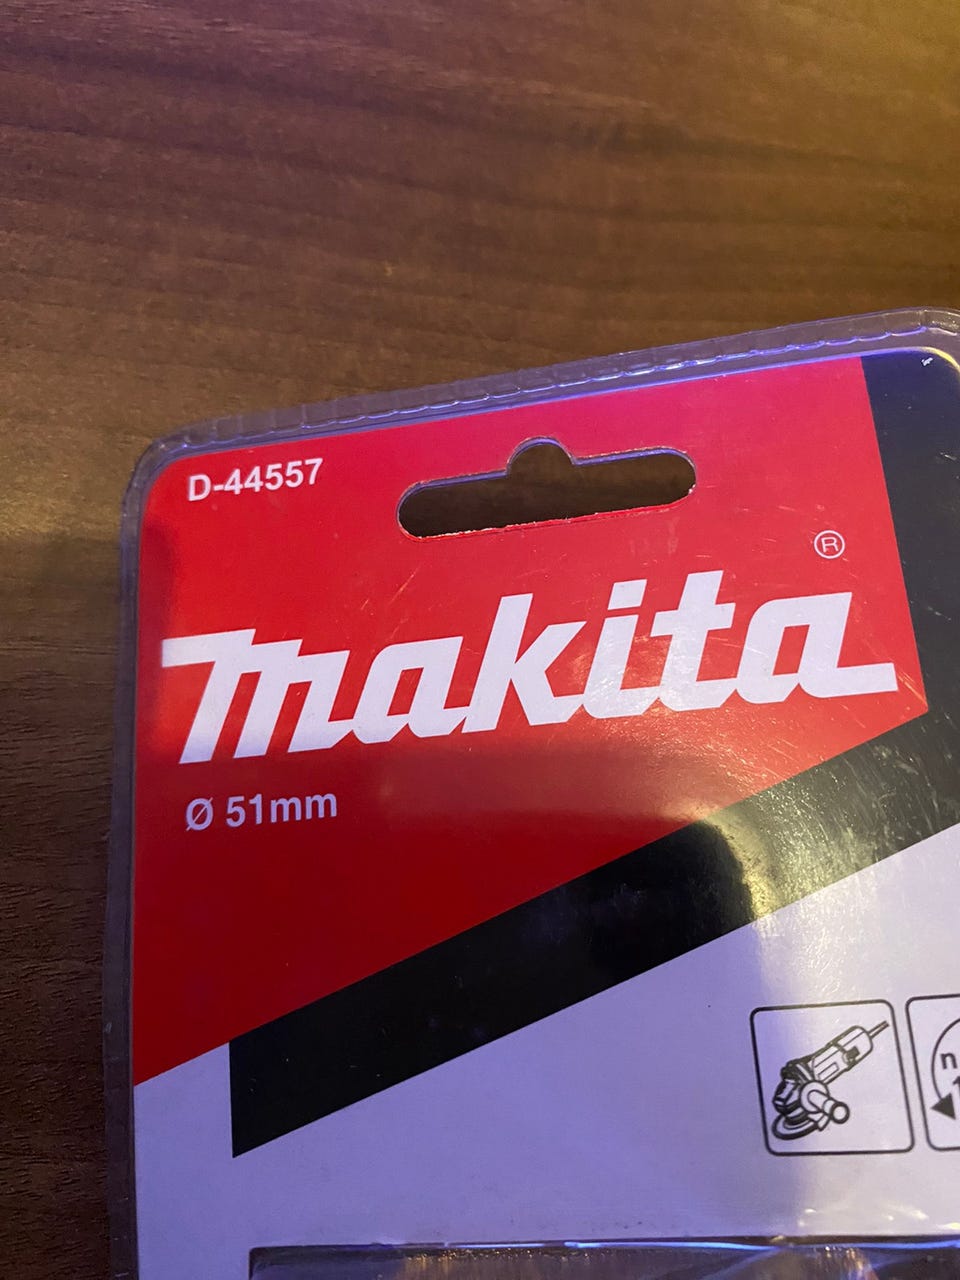 D-44557
makita ®
Ø 51mm
n